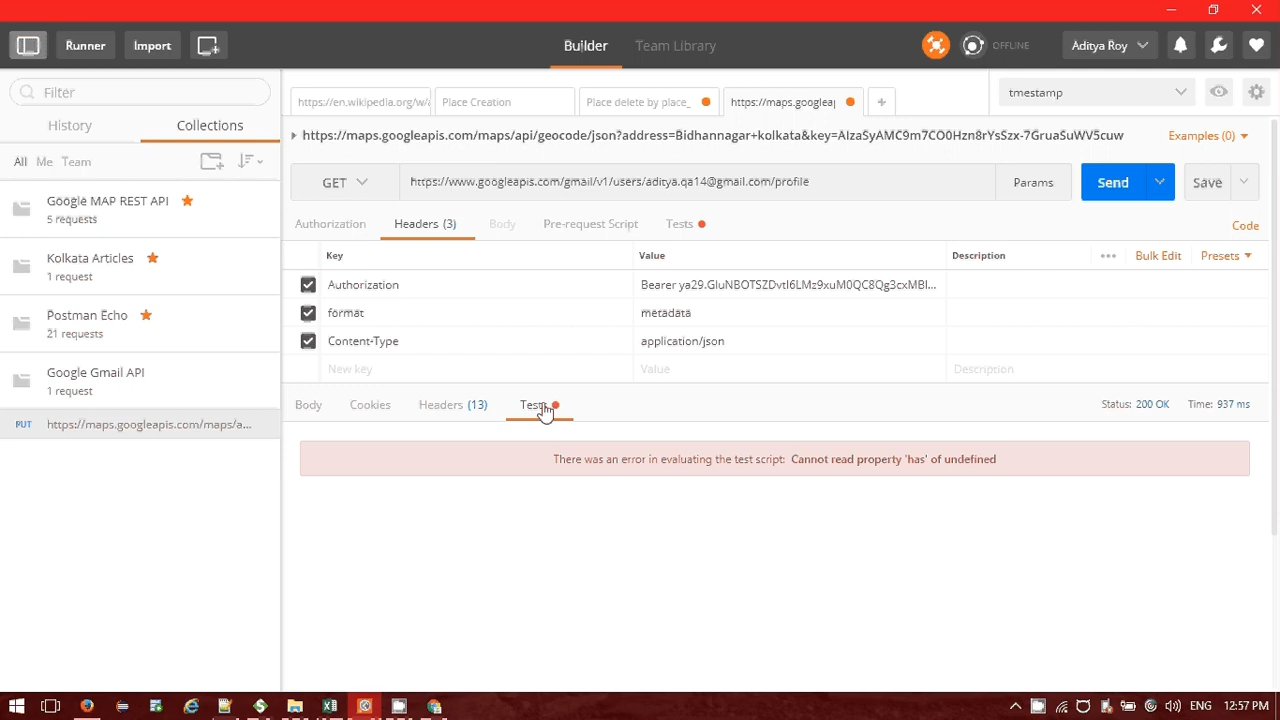 Runner
Import
Builder
Team Library
OFFLINE
Aditya Roy
Filter
History
Collections
All Me Team
Google MAP REST API
5 requests
Kolkata Articles
1 request
Postman Echo
21 requests
Google Gmail API
1 request
PUT https://maps.googleapis.com/maps/a...
https://en.wikipedia.org/w/
Place Creation
Place delete by place_
https://maps.googlea
+
tmestamp
https://maps.googleapis.com/maps/api/geocode/json?address=Bidhannagar+kolkata&key=AIzaSyAMC9m7CO0Hzn8rYsSzx-7GruaSuWV5cuw
Examples (0)
GET
https://www.googleapis.com/gmail/v1/users/aditya.qa14@gmail.com/profile
Params
Send
Save
Authorization
Headers (3)
Body
Pre-request Script
Tests
Code
Key Value Description
Bulk Edit
Presets
Authorization Bearer ya29.GluNBOTSZDvtI6LMz9xuM0QC8Qg3cxMBl...
format metadata
Content-Type application/json
New key Value Description
Body
Cookies
Headers (13)
Tests
Status: 200 OK
Time: 937 ms
There was an error in evaluating the test script: Cannot read property 'has' of undefined
ENG
12:57 PM